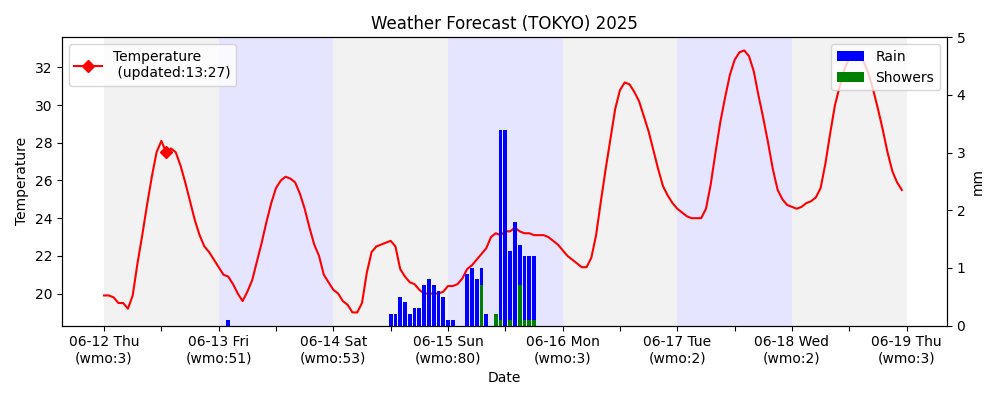 Weather Forecast (TOKYO) 2025
Temperature
(updated:13:27)
Rain
Showers
Temperature
32
30
28
26
24
22
20
5
4
3
2
1
0
mm
06-12 Thu
(wmo:3)
06-13 Fri
(wmo:51)
06-14 Sat
(wmo:53)
06-15 Sun
(wmo:80)
06-16 Mon
(wmo:3)
06-17 Tue
(wmo:2)
06-18 Wed
(wmo:2)
06-19 Thu
(wmo:3)
Date